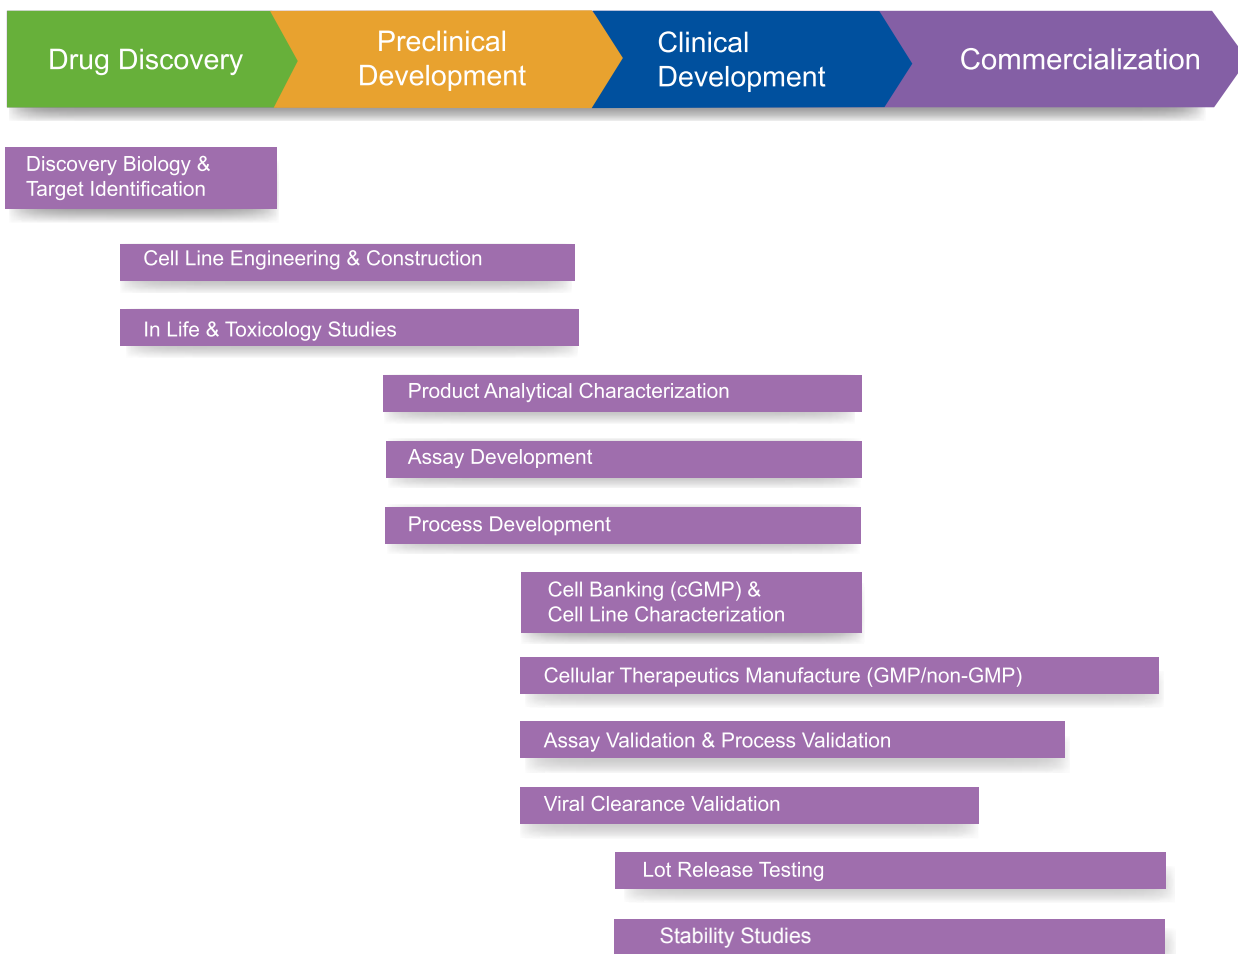 Drug Discovery
Preclinical
Development
Clinical
Development
Commercialization
Discovery Biology &
Target Identification
Cell Line Engineering & Construction
In Life & Toxicology Studies
Product Analytical Characterization
Assay Development
Process Development
Cell Banking (cGMP) &
Cell Line Characterization
Cellular Therapeutics Manufacture (GMP/non-GMP)
Assay Validation & Process Validation
Viral Clearance Validation
Lot Release Testing
Stability Studies